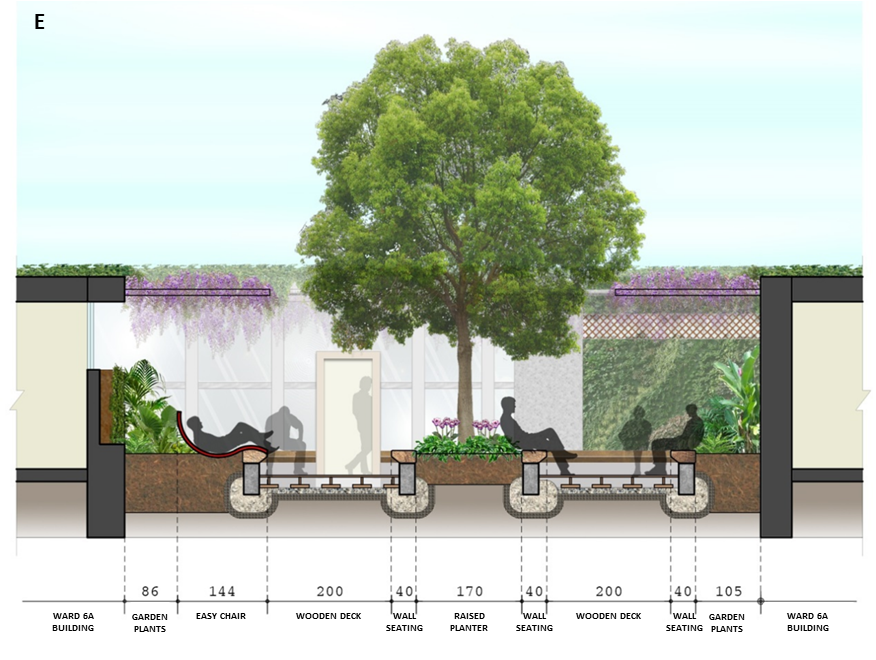 E
86 144 200 40 170 40 200 40 105
WARD 6A
BUILDING
GARDEN
PLANTS
EASY CHAIR
WOODEN DECK
WALL
SEATING
RAISED
PLANTER
WALL
SEATING
WOODEN DECK
WALL
SEATING
GARDEN
PLANTS
WARD 6A
BUILDING